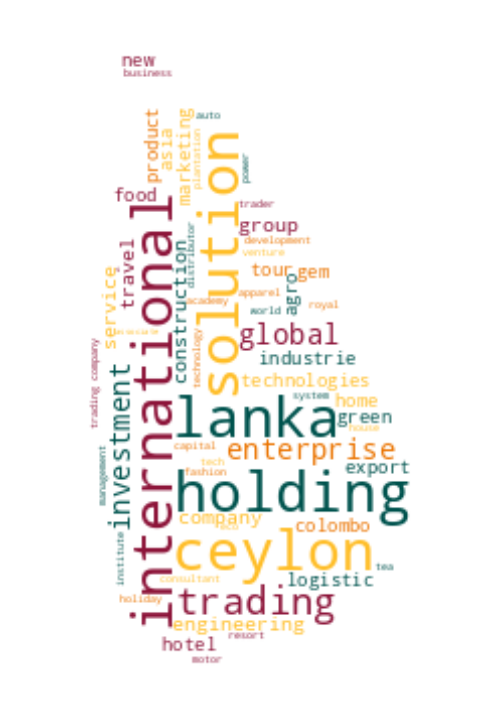 new
business
auto
product
asia
marketing
plantation
solution
power
food
international
trader
group
development
venture
travel
distributor
construction
tour
gem
service
agro
apparel
academy
royal
world
global
technology
industrie
trading company
investment
technologies
system
home
lanka
green
house
capital
enterprise
management
tech
fashion
export
holding
company
eco
colombo
institute
ceylon
tea
consultant
logistic
holiday
trading
engineering
resort
hotel
motor